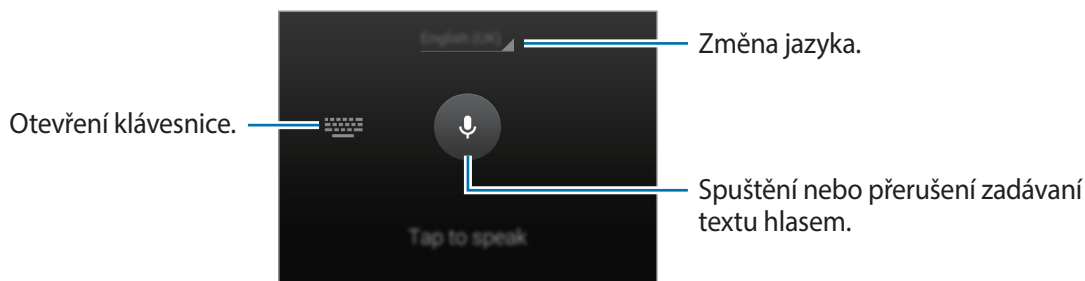 English (UK)
Změna jazyka.
Otevření klávesnice.
Spuštění nebo přerušení zadávaní
textu hlasem.
Tap to speak